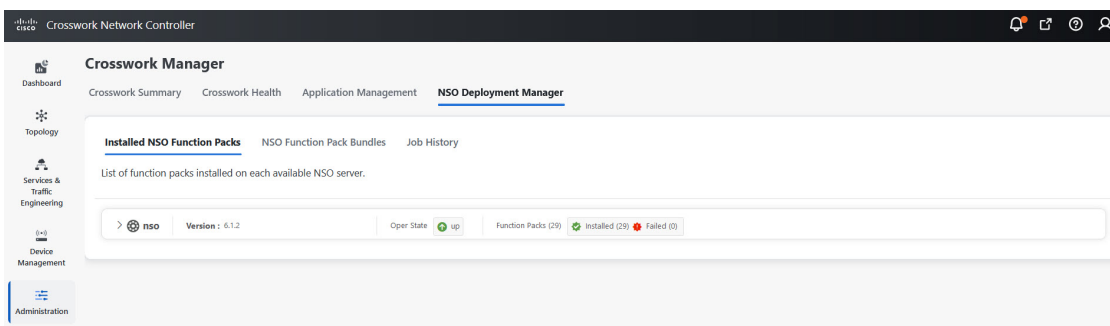 cisco Crosswork Network Controller
Dashboard
Topology
Services &
Traffic
Engineering
Device
Management
Administration
Crosswork Manager
Crosswork Summary Crosswork Health Application Management NSO Deployment Manager
Installed NSO Function Packs NSO Function Pack Bundles Job History
List of function packs installed on each available NSO server.
nso Version : 6.1.2 Oper State up Function Packs (29) Installed (29) Failed (0)